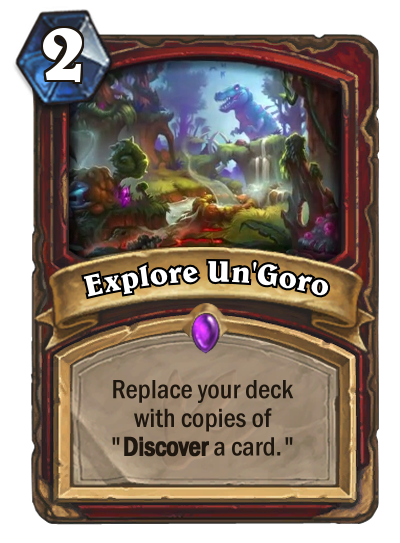 2
Explore Un'Goro
Replace your deck
with copies of
"Discover a card."